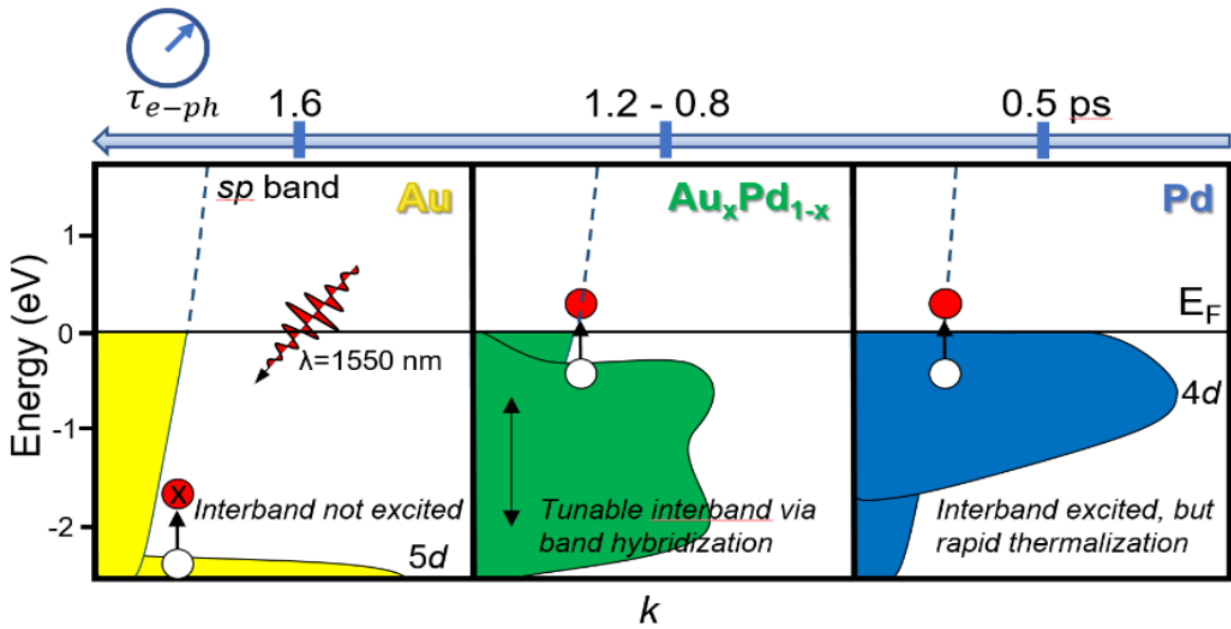 τe-ph 1.6 1.2 - 0.8 0.5 ps
sp band Au AuxPd1-x Pd
1
EF
0
λ=1550 nm
Energy (eV)
4d
-1
X Interband not excited Tunable interband via Interband excited, but
-2
band hybridization rapid thermalization
5d
k